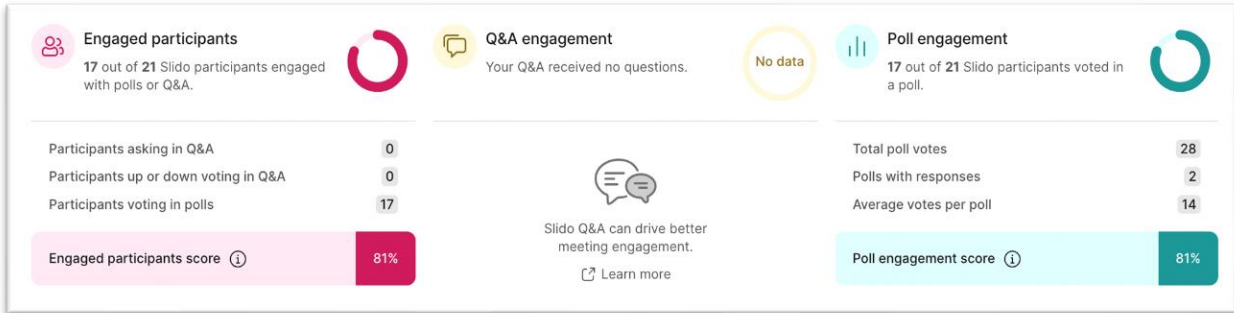 Engaged participants
17 out of 21 Slido participants engaged
with polls or Q&A.
Participants asking in Q&A 0
Participants up or down voting in Q&A 0
Participants voting in polls 17
Engaged participants score 81%
Q&A engagement
Your Q&A received no questions.
No data
Slido Q&A can drive better
meeting engagement.
Learn more
Poll engagement
17 out of 21 Slido participants voted in
a poll.
Total poll votes 28
Polls with responses 2
Average votes per poll 14
Poll engagement score 81%